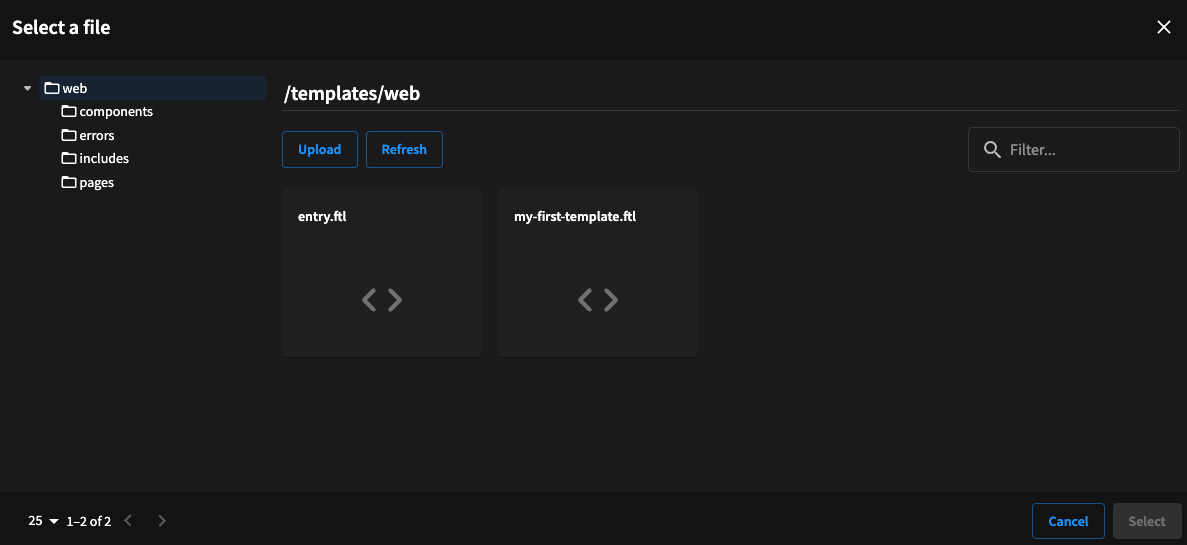 Select a file
web
components
errors
includes
pages
/templates/web
Upload Refresh Filter...
entry.ftl my-first-template.ftl
25 1–2 of 2 Cancel Select